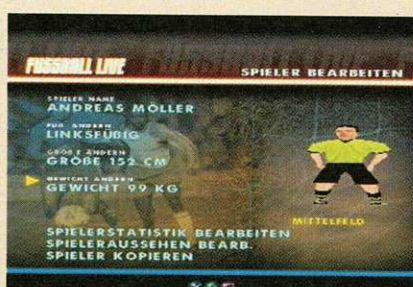 FUSSBALL LIVE
SPIELER BEARBEITEN
SPIELER NAME
ANDREAS MÖLLER
FUß ÄNDERN
LINKSFÜßIG
GRÖßE ÄNDERN
GRÖßE 152 CM
GEWICHT ÄNDERN
GEWICHT 99 KG
MITTELFELD
SPIELERSTATISTIK BEARBEITEN
SPIELERAUSSEHEN BEARB.
SPIELER KOPIEREN